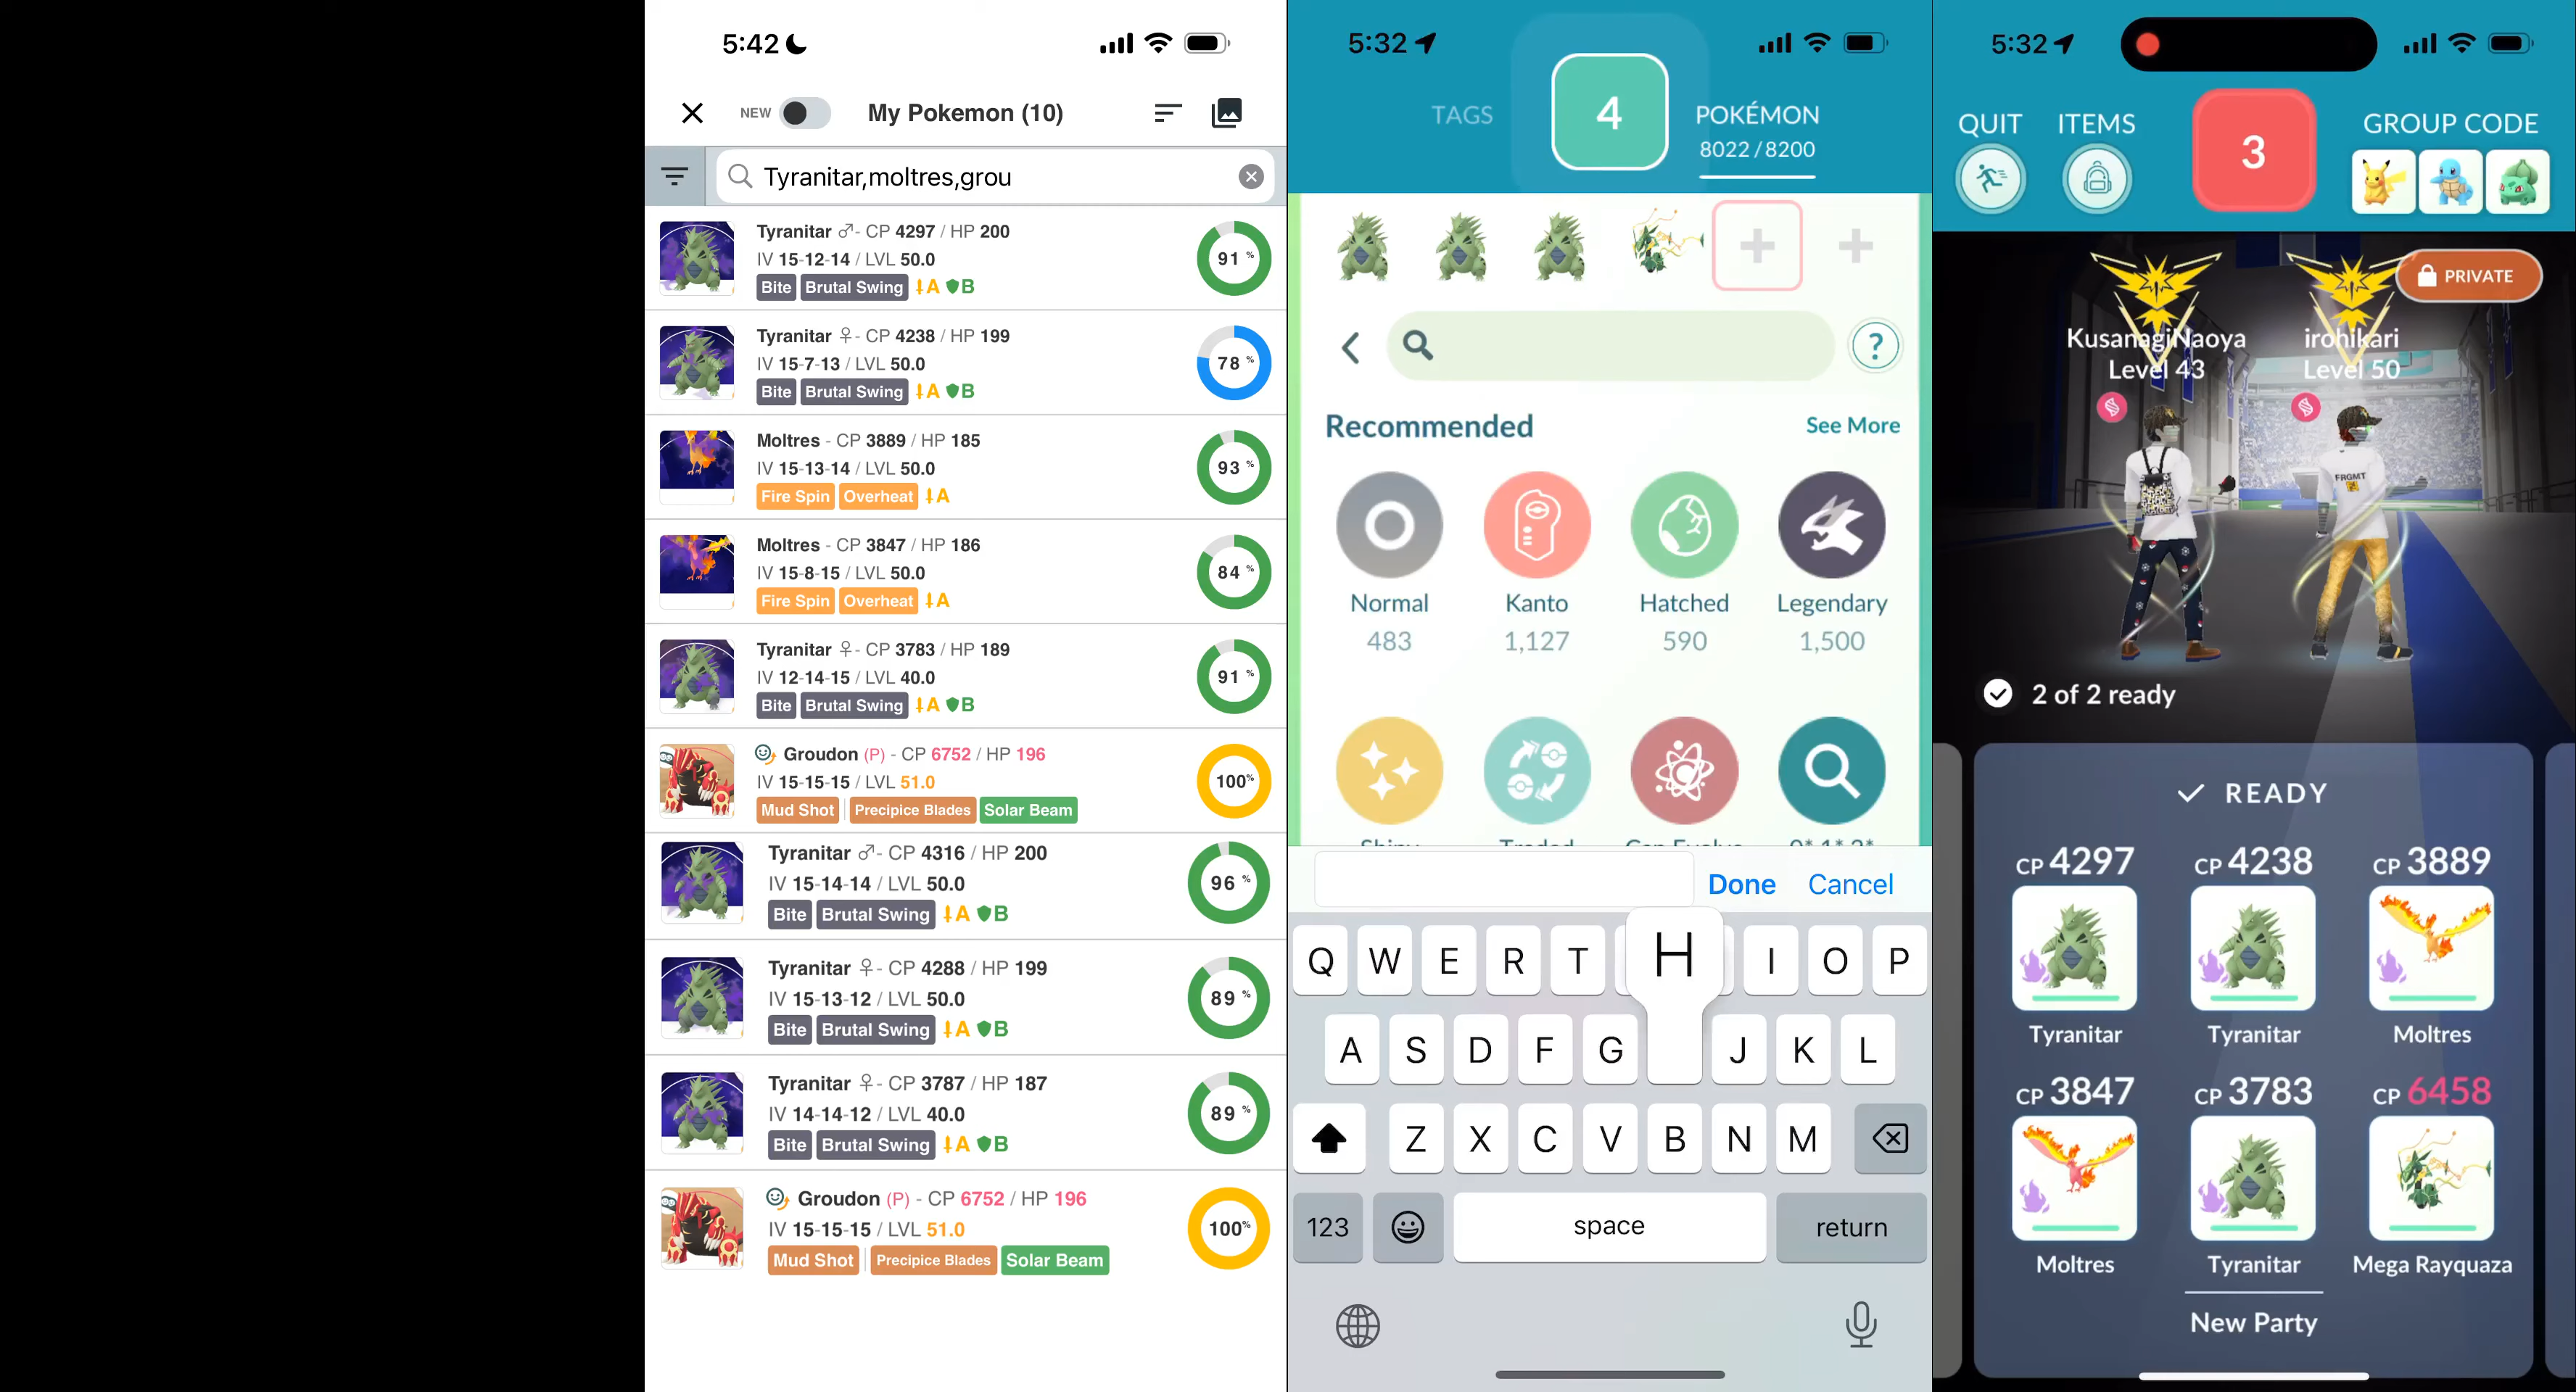 5:42
NEW
My Pokemon (10)
Tyranitar,moltres,grou
Tyranitar ♂- CP 4297 / HP 200
IV 15-12-14 / LVL 50.0
Bite Brutal Swing A B
91 %
Tyranitar ♀- CP 4238 / HP 199
IV 15-7-13 / LVL 50.0
Bite Brutal Swing A B
78 %
Moltres - CP 3889 / HP 185
IV 15-13-14 / LVL 50.0
Fire Spin Overheat A
93 %
Moltres - CP 3847 / HP 186
IV 15-8-15 / LVL 50.0
Fire Spin Overheat A
84 %
Tyranitar ♀- CP 3783 / HP 189
IV 12-14-15 / LVL 40.0
Bite Brutal Swing A B
91 %
Groudon (P) - CP 6752 / HP 196
IV 15-15-15 / LVL 51.0
Mud Shot Precipice Blades Solar Beam
100%
Tyranitar ♂- CP 4316 / HP 200
IV 15-14-14 / LVL 50.0
Bite Brutal Swing A B
96 %
Tyranitar ♀- CP 4288 / HP 199
IV 15-13-12 / LVL 50.0
Bite Brutal Swing A B
89 %
Tyranitar ♀- CP 3787 / HP 187
IV 14-14-12 / LVL 40.0
Bite Brutal Swing A B
89 %
Groudon (P) - CP 6752 / HP 196
IV 15-15-15 / LVL 51.0
Mud Shot Precipice Blades Solar Beam
100%
5:32
TAGS
4
POKÉMON
8022 / 8200
?
Recommended
See More
Normal Kanto Hatched Legendary
483 1,127 590 1,500
Done Cancel
Q W E R T H I O P
A S D F G J K L
Z X C V B N M
123 space return
5:32
QUIT ITEMS
3
GROUP CODE
PRIVATE
KusanagiNaoya
Level 43
irohikari
Level 50
FRGMT
2 of 2 ready
READY
CP 4297 CP 4238 CP 3889
Tyranitar Tyranitar Moltres
CP 3847 CP 3783 CP 6458
Moltres Tyranitar Mega Rayquaza
New Party